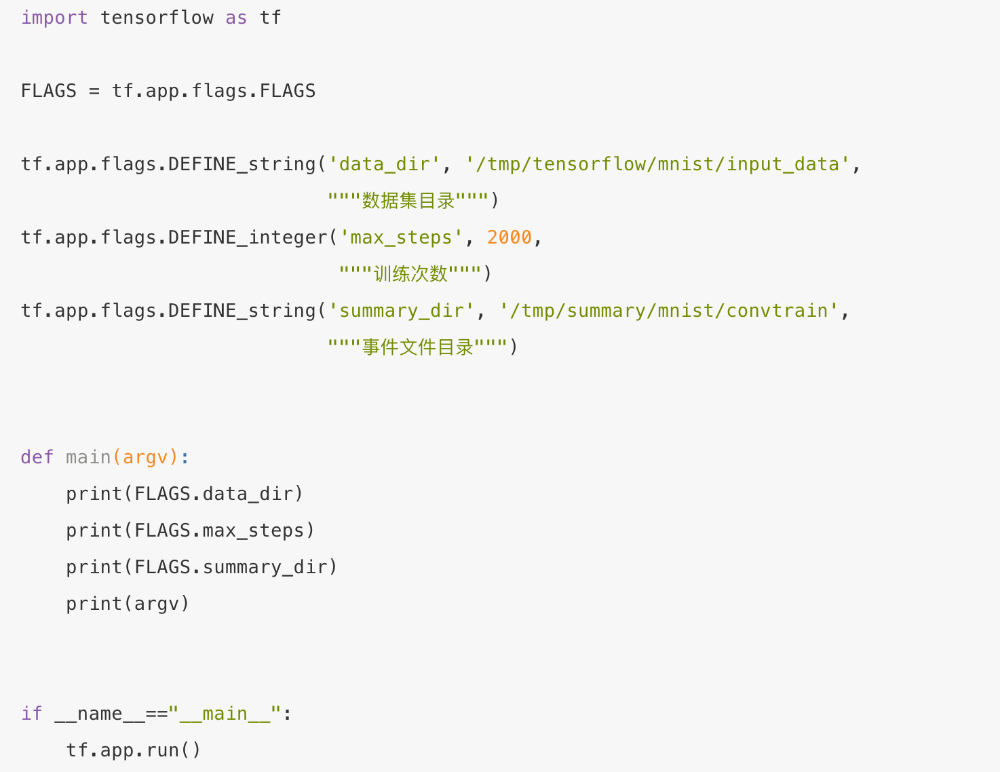 import tensorflow as tf
FLAGS = tf.app.flags.FLAGS
tf.app.flags.DEFINE_string('data_dir', '/tmp/tensorflow/mnist/input_data',
                           """数据集目录""")
tf.app.flags.DEFINE_integer('max_steps', 2000,
                            """训练次数""")
tf.app.flags.DEFINE_string('summary_dir', '/tmp/summary/mnist/convtrain',
                           """事件文件目录""")
def main(argv):
    print(FLAGS.data_dir)
    print(FLAGS.max_steps)
    print(FLAGS.summary_dir)
    print(argv)
if __name__=="__main__":
    tf.app.run()